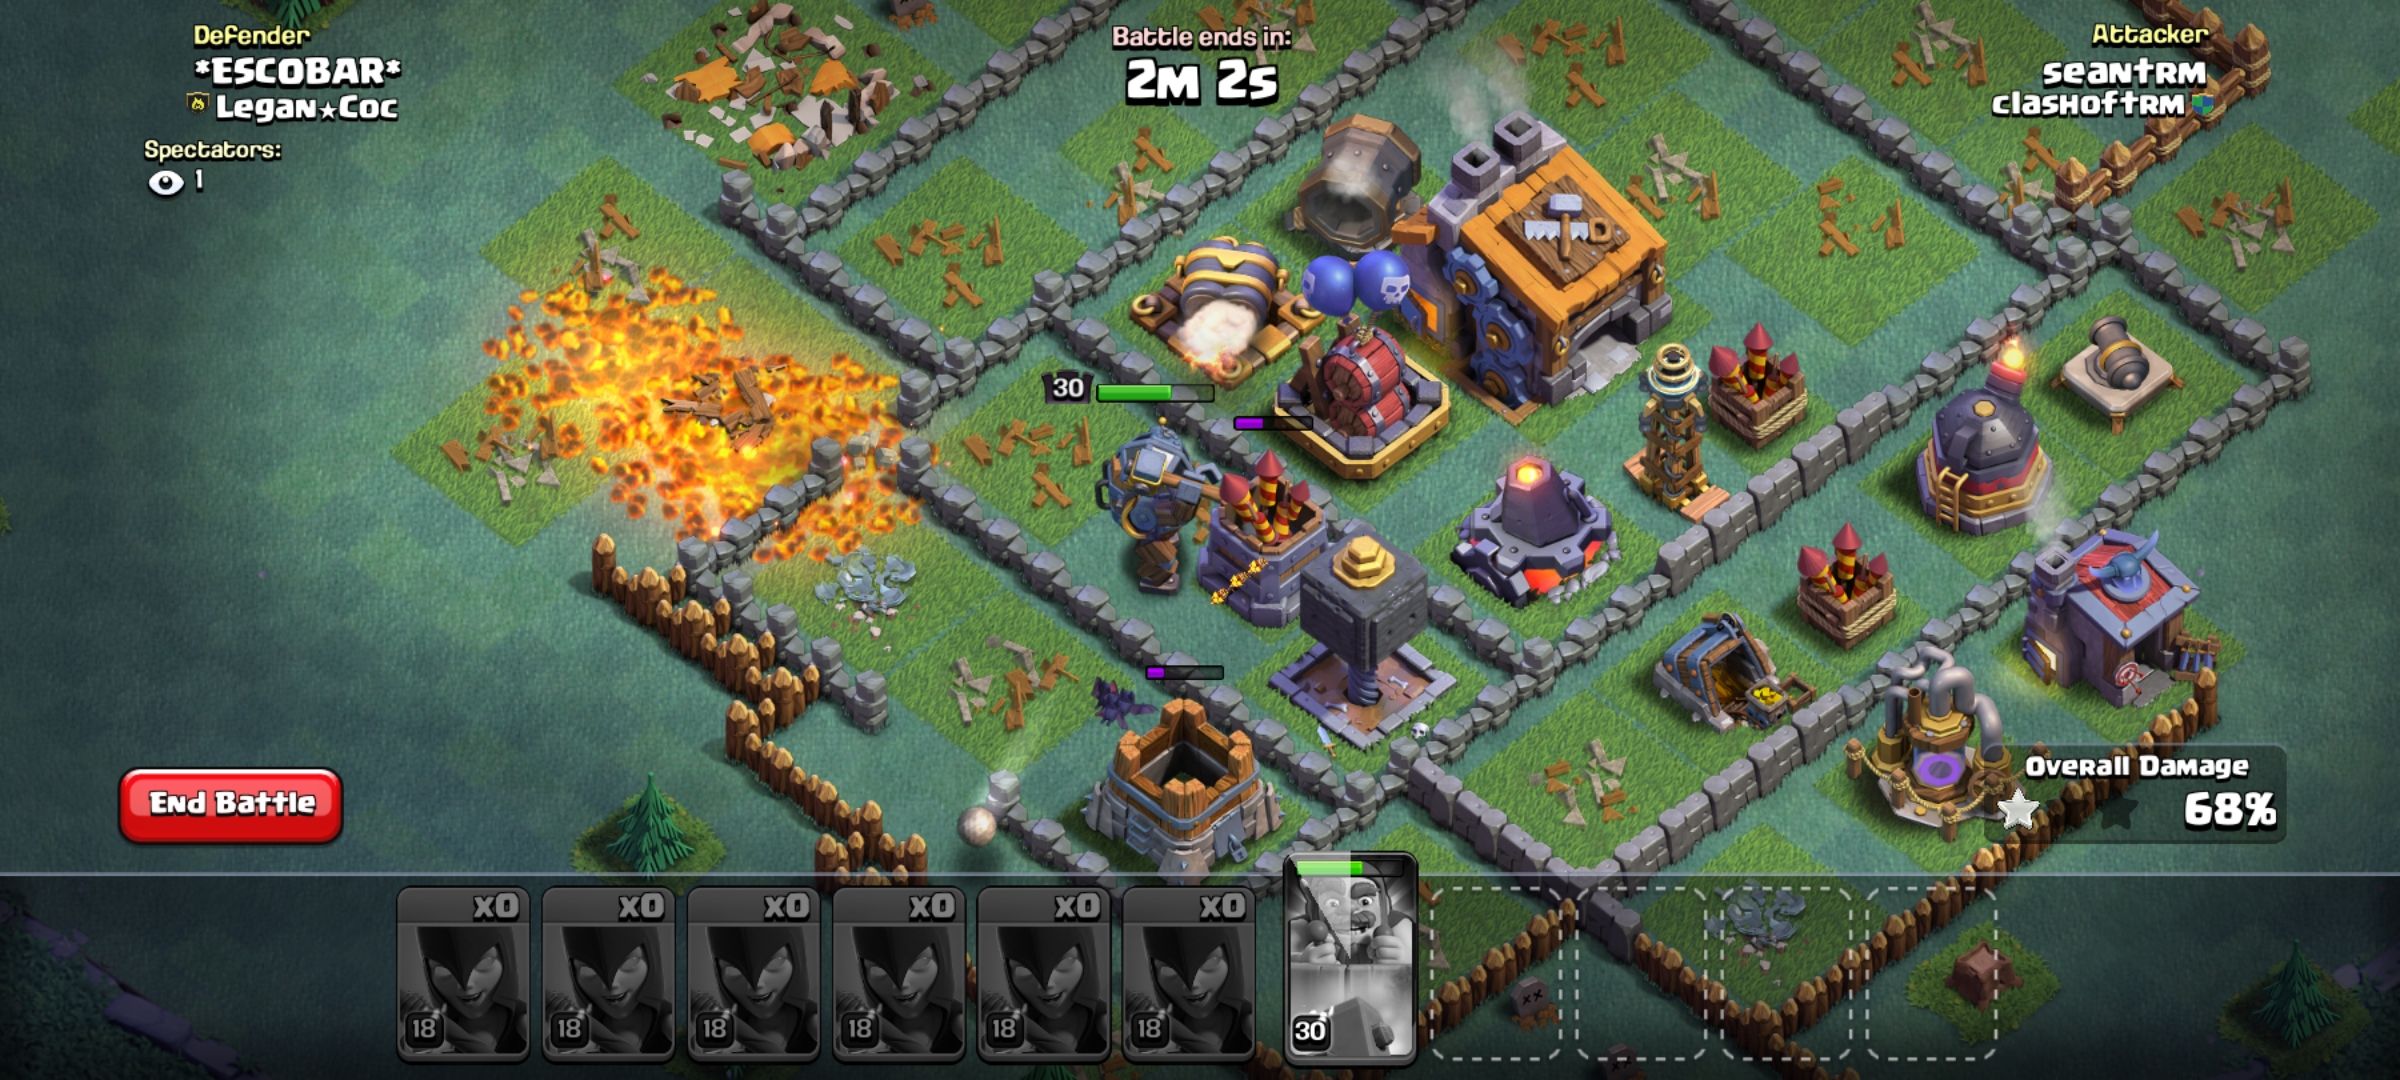 Defender
*ESCOBAR*
Legan★Coc
Spectators:
1
Battle ends in:
2M 2S
Attacker
seantRM
clashoftRM
30
End Battle
Overall Damage
68%
x0
x0
x0
x0
x0
x0
18
18
18
18
18
18
30